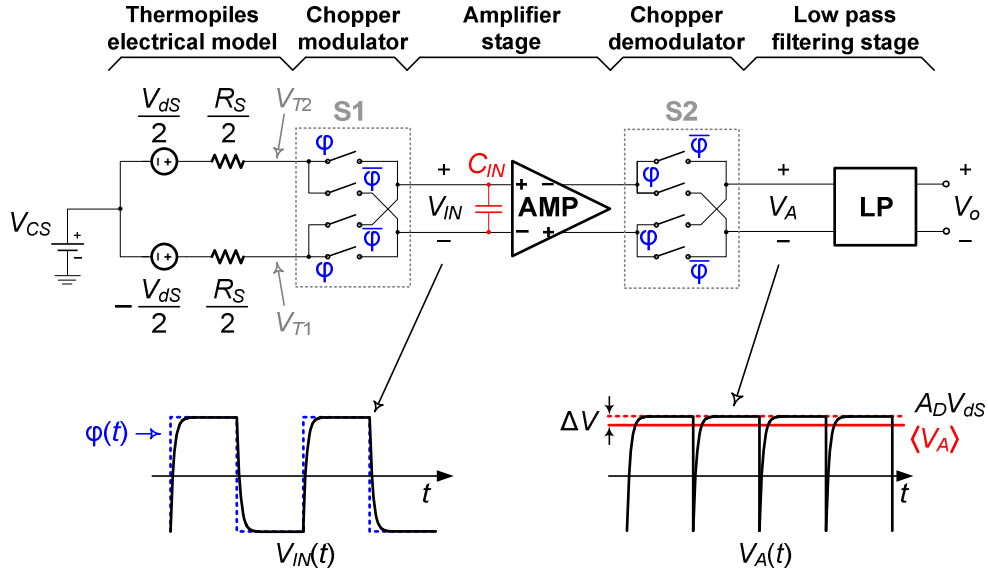 Thermopiles electrical model
Chopper modulator
Amplifier stage
Chopper demodulator
Low pass filtering stage
V_dS/2
R_S/2
V_T2
S1
S2
φ
φ̅
φ̅
φ
C_IN
+
V_IN
−
+ −
AMP
− +
φ̅
φ
φ
φ̅
+
V_A
−
LP
+
V_o
−
V_CS
+
−
− +
− +
− V_dS/2
R_S/2
V_T1
φ(t)
t
V_IN(t)
ΔV
A_D V_dS
⟨V_A⟩
t
V_A(t)